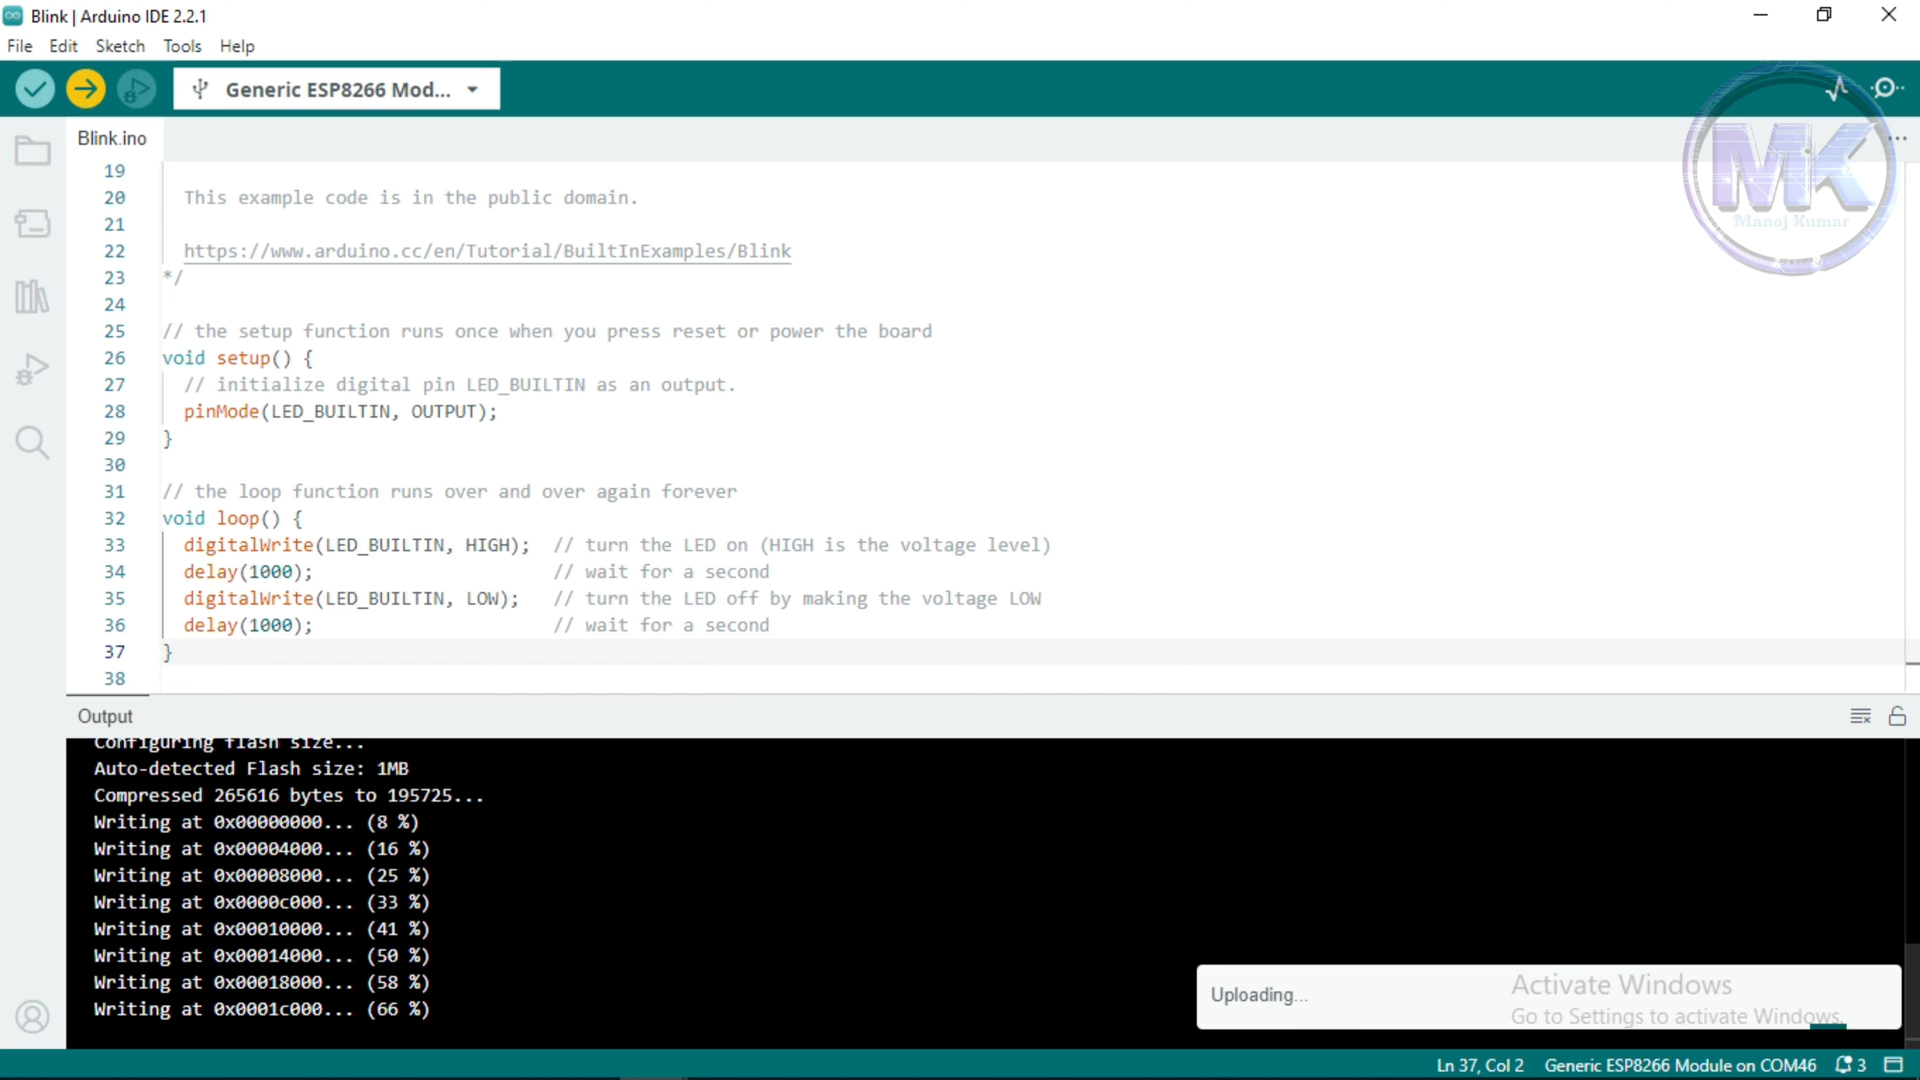 Blink | Arduino IDE 2.2.1
File Edit Sketch Tools Help
Generic ESP8266 Mod...
Blink.ino
MK
Manoj Kumar
19
20 This example code is in the public domain.
21
22 https://www.arduino.cc/en/Tutorial/BuiltInExamples/Blink
23 */
24
25 // the setup function runs once when you press reset or power the board
26 void setup() {
27 // initialize digital pin LED_BUILTIN as an output.
28 pinMode(LED_BUILTIN, OUTPUT);
29 }
30
31 // the loop function runs over and over again forever
32 void loop() {
33 digitalWrite(LED_BUILTIN, HIGH); // turn the LED on (HIGH is the voltage level)
34 delay(1000); // wait for a second
35 digitalWrite(LED_BUILTIN, LOW); // turn the LED off by making the voltage LOW
36 delay(1000); // wait for a second
37 }
38
Output
Configuring flash size...
Auto-detected Flash size: 1MB
Compressed 265616 bytes to 195725...
Writing at 0x00000000... (8 %)
Writing at 0x00004000... (16 %)
Writing at 0x00008000... (25 %)
Writing at 0x0000c000... (33 %)
Writing at 0x00010000... (41 %)
Writing at 0x00014000... (50 %)
Writing at 0x00018000... (58 %)
Writing at 0x0001c000... (66 %)
Uploading...
Activate Windows
Go to Settings to activate Windows.
Ln 37, Col 2 Generic ESP8266 Module on COM46 3